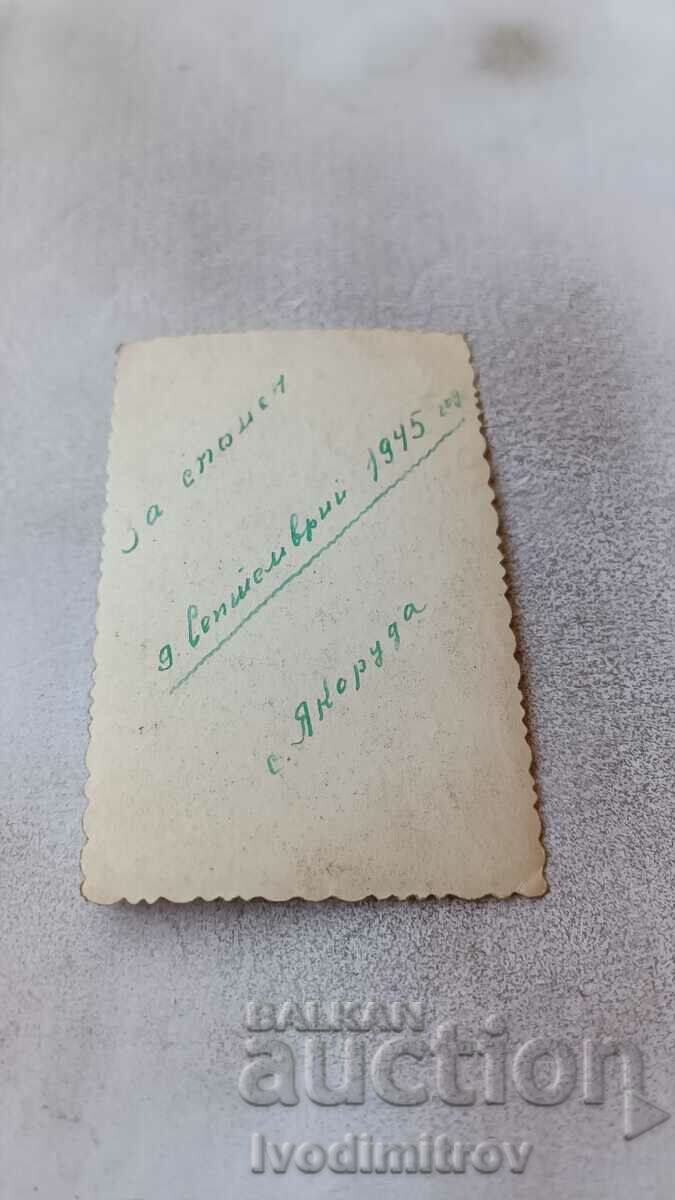 За спомен
9 Септемврий 1945 год
с. Якоруда
BALKAN
auction
Ivodimitrov